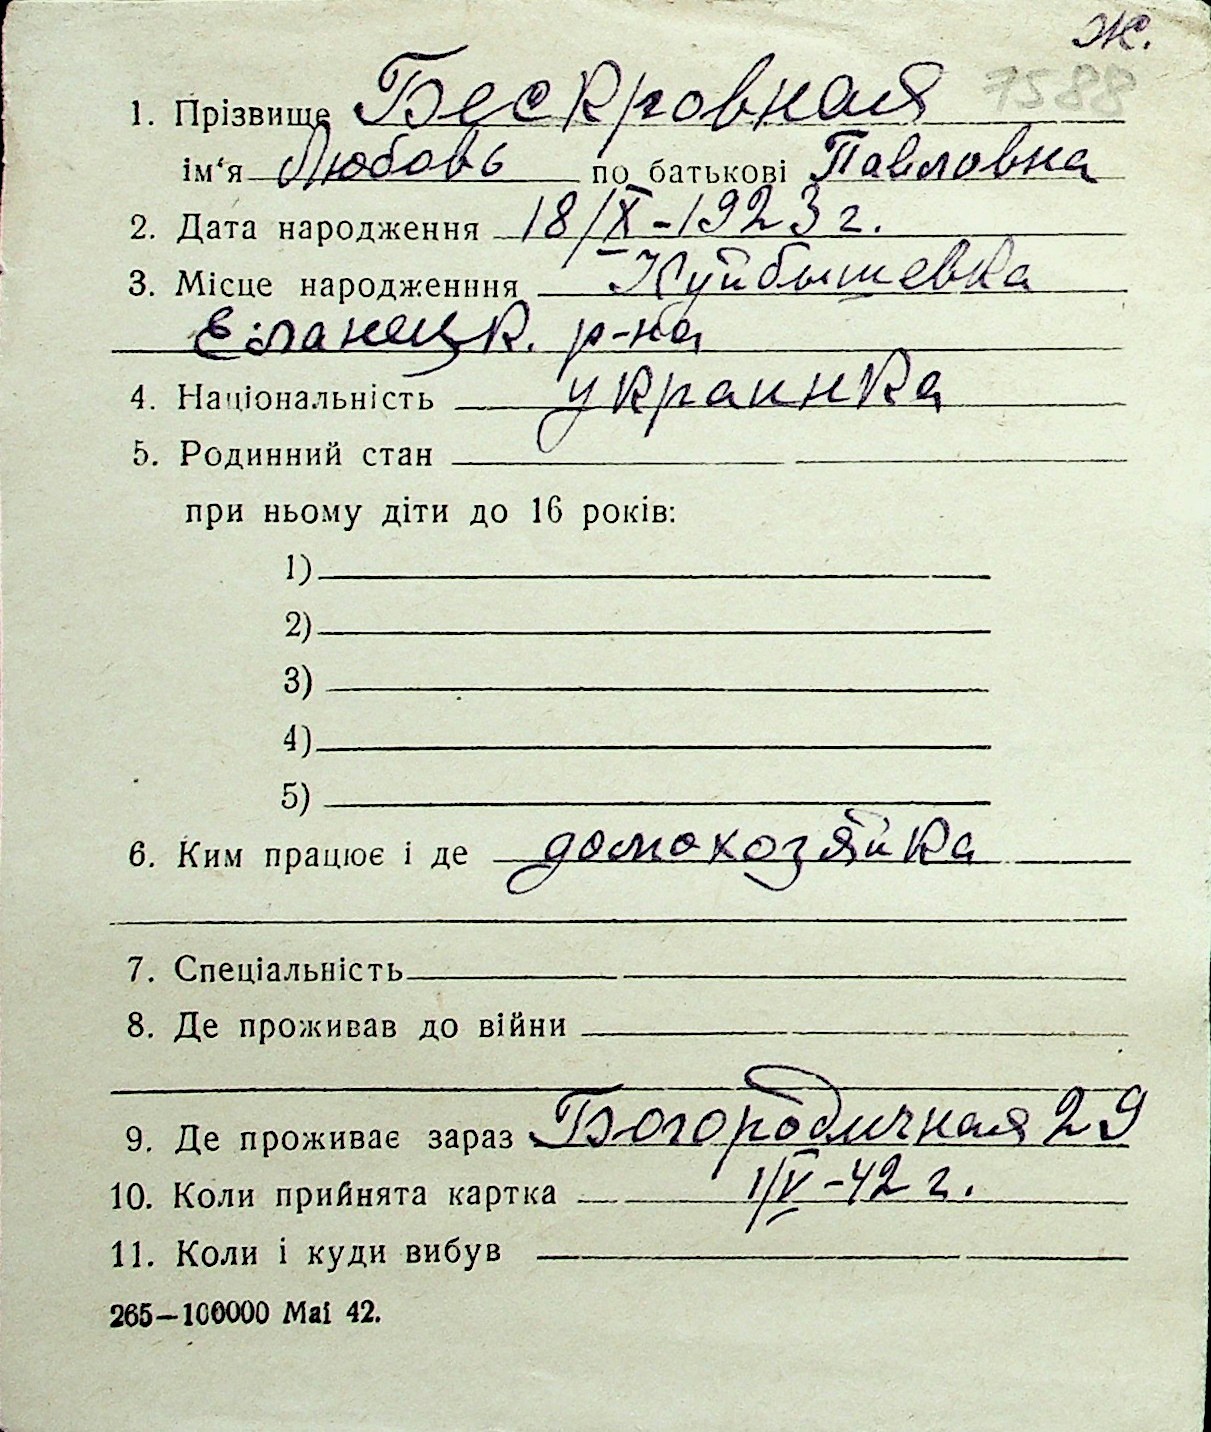 ж.
7588
1. Прізвище Бескровная
ім‘я Любовь по батькові Павловна
2. Дата народження 18/IX-1923 г.
3. Місце народженння Куйбышевка
Еланецк. р-на
4. Національність украинка
5. Родинний стан
при ньому діти до 16 років:
1)
2)
3)
4)
5)
6. Ким працює і де домохозяйка
7. Спеціальність
8. Де проживав до війни
9. Де проживає зараз Богородичная 29
10. Коли прийнята картка 1/V-42 г.
11. Коли і куди вибув
265—100000 Mai 42.